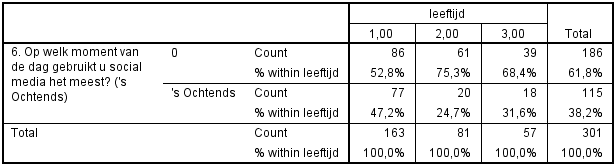 leeftijd
1,00 2,00 3,00 Total
6. Op welk moment van 0 Count 86 61 39 186
de dag gebruikt u social % within leeftijd 52,8% 75,3% 68,4% 61,8%
media het meest? ('s 's Ochtends Count 77 20 18 115
Ochtends) % within leeftijd 47,2% 24,7% 31,6% 38,2%
Total Count 163 81 57 301
% within leeftijd 100,0% 100,0% 100,0% 100,0%